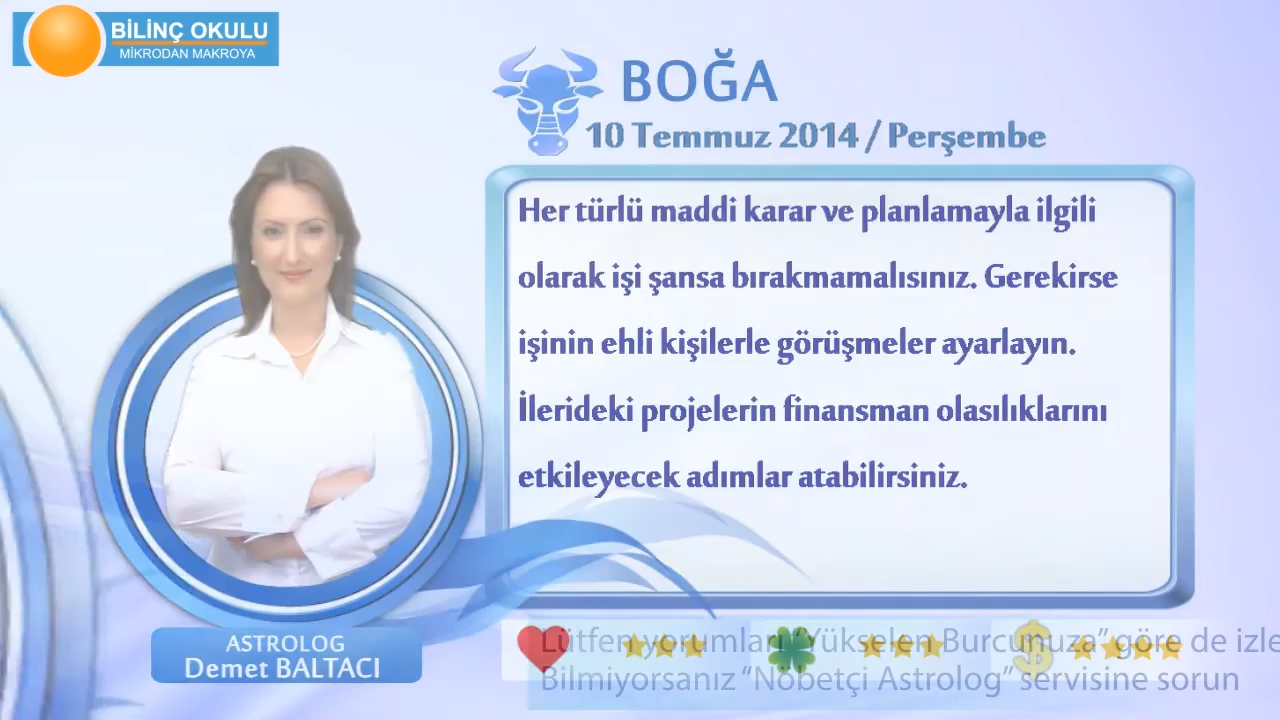 BİLİNÇ OKULU
MİKRODAN MAKROYA
BOĞA
10 Temmuz 2014 / Perşembe
Her türlü maddi karar ve planlamayla ilgili
olarak işi şansa bırakmamalısınız. Gerekirse
işinin ehli kişilerle görüşmeler ayarlayın.
İlerideki projelerin finansman olasılıklarını
etkileyecek adımlar atabilirsiniz.
ASTROLOG
Demet BALTACI
Lütfen yorumları "Yükselen Burcunuza" göre de izle
Bilmiyorsanız "Nöbetçi Astrolog" servisine sorun